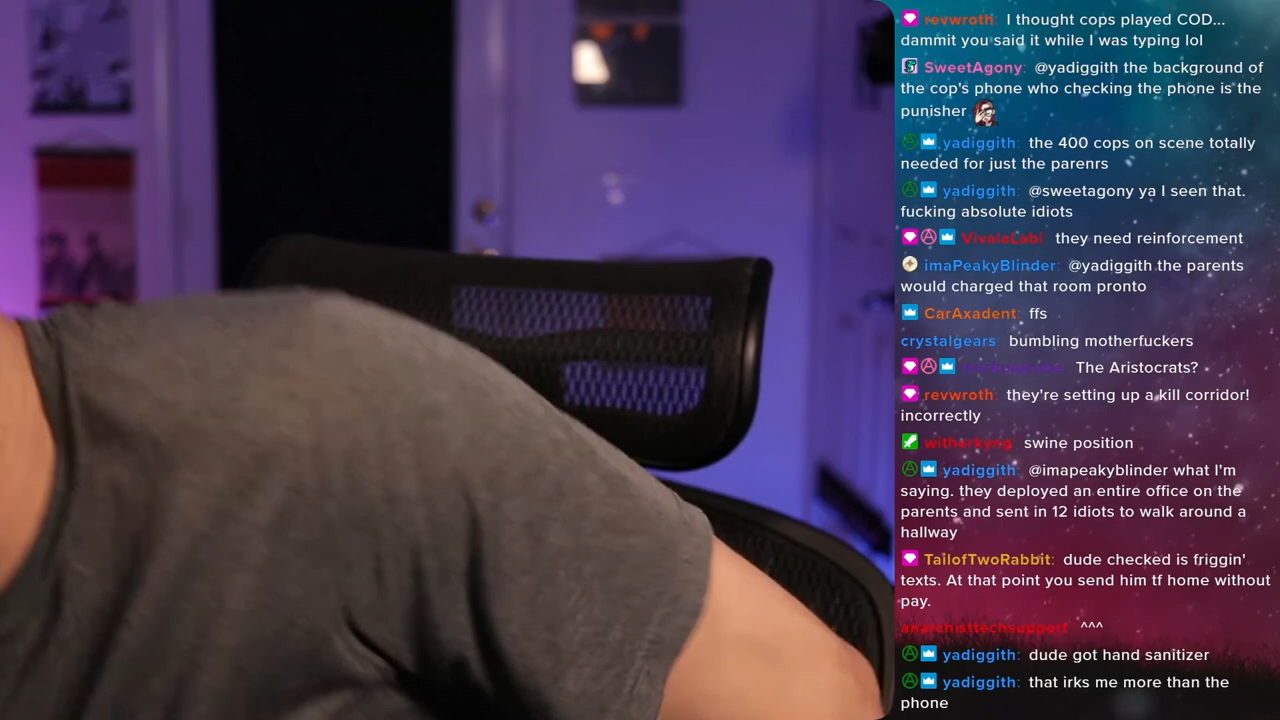 revwroth: I thought cops played COD...
dammit you said it while I was typing lol
SweetAgony: @yadiggith the background of
the cop's phone who checking the phone is the
punisher
yadiggith: the 400 cops on scene totally
needed for just the parenrs
yadiggith: @sweetagony ya I seen that.
fucking absolute idiots
VivalaLabi: they need reinforcement
imaPeakyBlinder: @yadiggith the parents
would charged that room pronto
CarAxadent: ffs
crystalgears: bumbling motherfuckers
The Aristocrats?
revwroth: they're setting up a kill corridor!
incorrectly
witherkyng: swine position
yadiggith: @imapeakyblinder what I'm
saying. they deployed an entire office on the
parents and sent in 12 idiots to walk around a
hallway
TailofTwoRabbit: dude checked is friggin'
texts. At that point you send him tf home without
pay.
anarchisttechsupport: ^^^
yadiggith: dude got hand sanitizer
yadiggith: that irks me more than the
phone